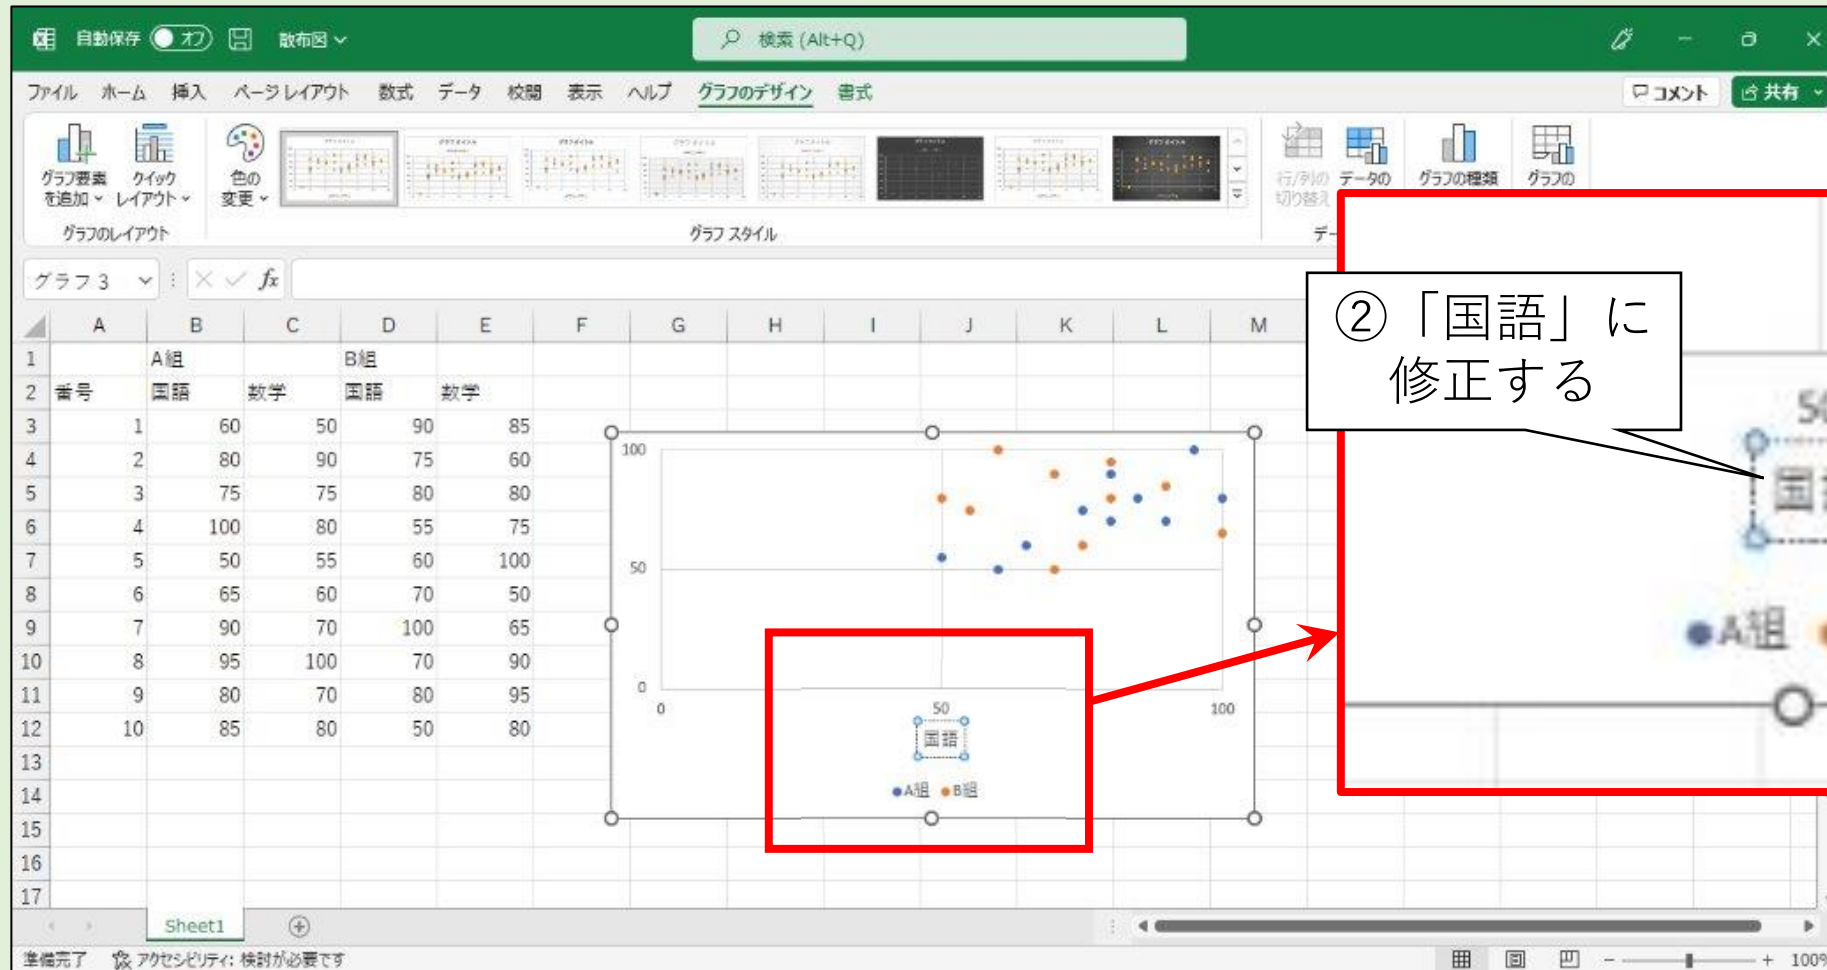 自動保存 オフ 散布図 検索 (Alt+Q)
ファイル ホーム 挿入 ページ レイアウト 数式 データ 校閲 表示 ヘルプ グラフのデザイン 書式 コメント 共有
グラフ要素 クイック 色の 行/列の データの グラフの種類 グラフの
を追加 レイアウト 変更 切り替え
グラフのレイアウト グラフ スタイル デー
グラフ 3 fx
A B C D E F G H I J K L M
1 A組 B組
2 番号 国語 数学 国語 数学
3 1 60 50 90 85
4 2 80 90 75 60
5 3 75 75 80 80
6 4 100 80 55 75
7 5 50 55 60 100
8 6 65 60 70 50
9 7 90 70 100 65
10 8 95 100 70 90
11 9 80 70 80 95
12 10 85 80 50 80
13
14
15
16
17
100
50
0
0 50 100
国語
A組 B組
②「国語」に
修正する
50
国語
A組
Sheet1
準備完了 アクセシビリティ: 検討が必要です 100%